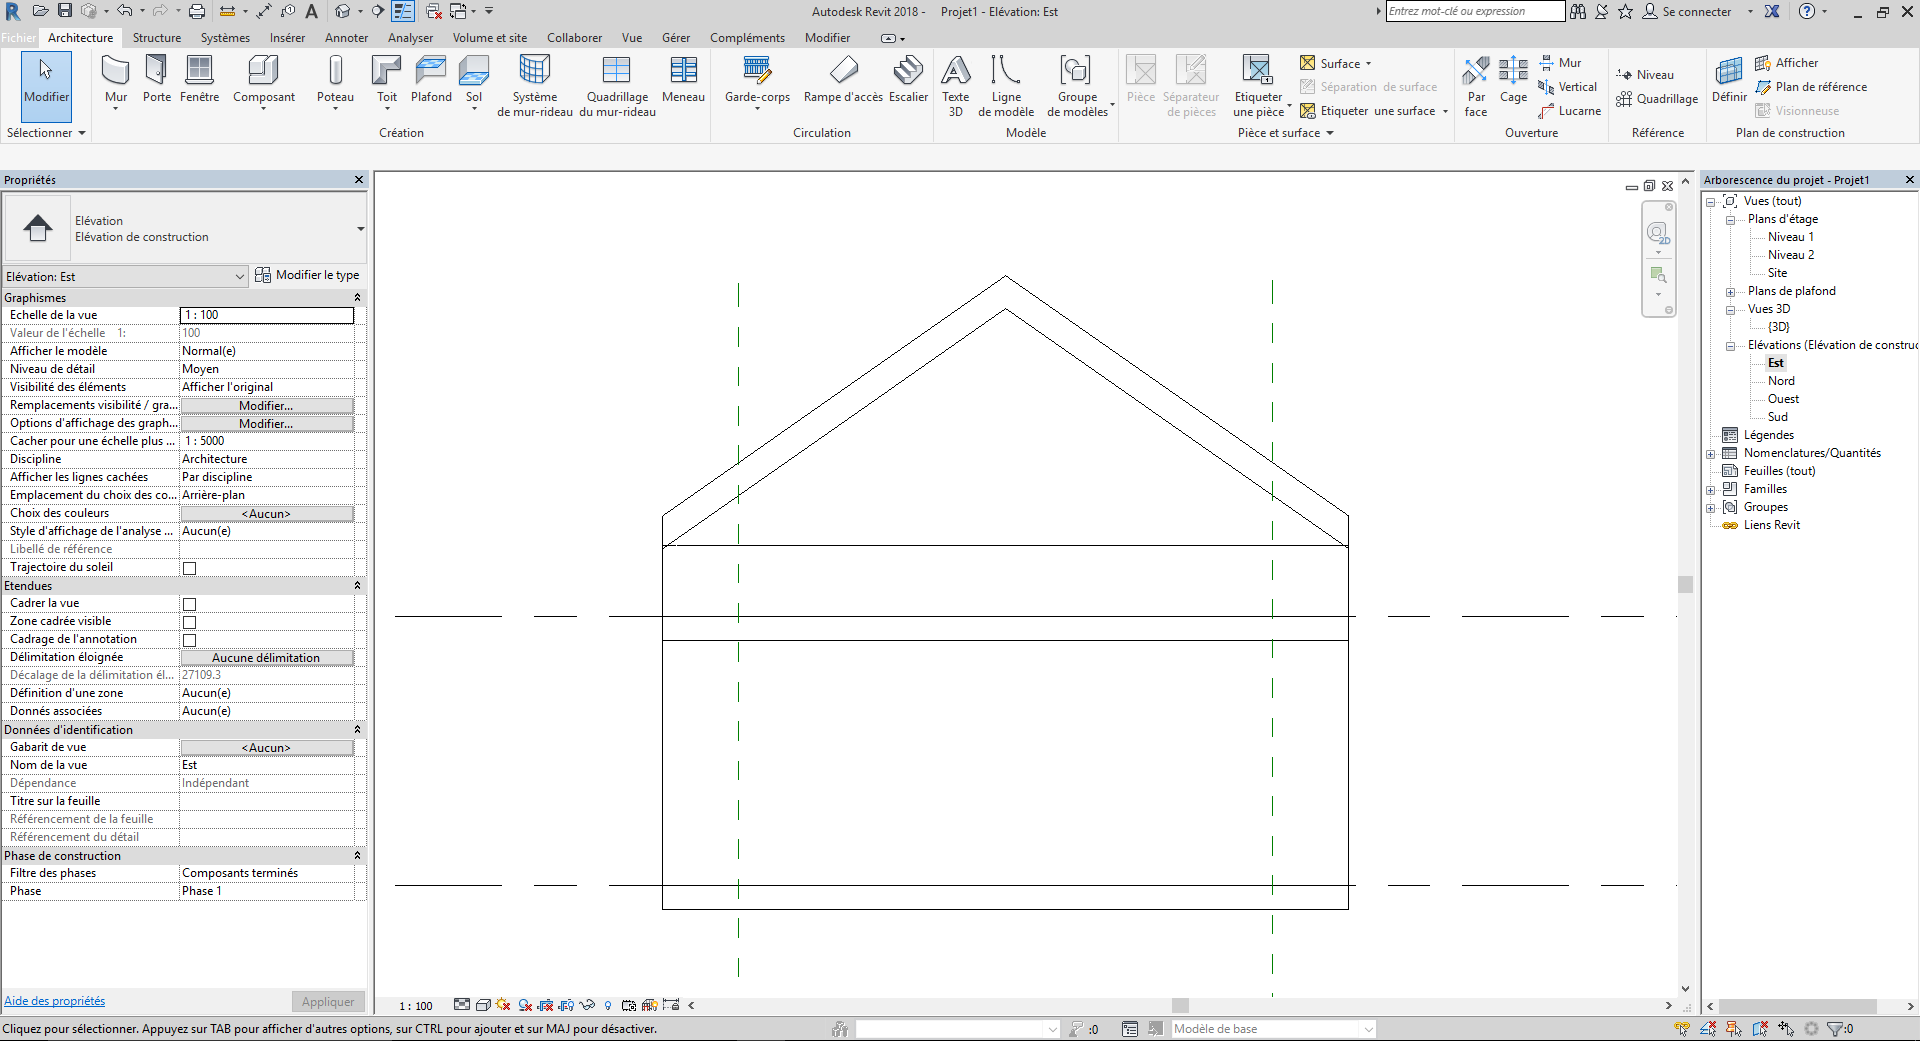 Autodesk Revit 2018 - Projet1 - Elévation: Est
Entrez mot-clé ou expression
Se connecter
Fichier Architecture Structure Systèmes Insérer Annoter Analyser Volume et site Collaborer Vue Gérer Compléments Modifier
Modifier
Mur
Porte
Fenêtre
Composant
Poteau
Toit
Plafond
Sol
Système
de mur-rideau
Quadrillage
du mur-rideau
Meneau
Garde-corps
Rampe d'accès
Escalier
Texte
3D
Ligne
de modèle
Groupe
de modèles
Pièce
Séparateur
de pièces
Etiqueter
une pièce
Surface
Séparation de surface
Etiqueter une surface
Par
face
Cage
Mur
Vertical
Lucarne
Niveau
Quadrillage
Définir
Afficher
Plan de référence
Visionneuse
Sélectionner
Création
Circulation
Modèle
Pièce et surface
Ouverture
Référence
Plan de construction
Propriétés
Elévation
Elévation de construction
Elévation: Est
Modifier le type
Graphismes
Echelle de la vue 1 : 100
Valeur de l'échelle 1: 100
Afficher le modèle Normal(e)
Niveau de détail Moyen
Visibilité des éléments Afficher l'original
Remplacements visibilité / gra... Modifier...
Options d'affichage des graph... Modifier...
Cacher pour une échelle plus ... 1 : 5000
Discipline Architecture
Afficher les lignes cachées Par discipline
Emplacement du choix des co... Arrière-plan
Choix des couleurs <Aucun>
Style d'affichage de l'analyse ... Aucun(e)
Libellé de référence
Trajectoire du soleil
Etendues
Cadrer la vue
Zone cadrée visible
Cadrage de l'annotation
Délimitation éloignée Aucune délimitation
Décalage de la délimitation él... 27109.3
Définition d'une zone Aucun(e)
Donnés associées Aucun(e)
Données d'identification
Gabarit de vue <Aucun>
Nom de la vue Est
Dépendance Indépendant
Titre sur la feuille
Référencement de la feuille
Référencement du détail
Phase de construction
Filtre des phases Composants terminés
Phase Phase 1
Aide des propriétés
Appliquer
2D
1 : 100
Arborescence du projet - Projet1
Vues (tout)
Plans d'étage
Niveau 1
Niveau 2
Site
Plans de plafond
Vues 3D
{3D}
Elévations (Elévation de constru
Est
Nord
Ouest
Sud
Légendes
Nomenclatures/Quantités
Feuilles (tout)
Familles
Groupes
Liens Revit
Cliquez pour sélectionner. Appuyez sur TAB pour afficher d'autres options, sur CTRL pour ajouter et sur MAJ pour désactiver.
:0
Modèle de base
:0